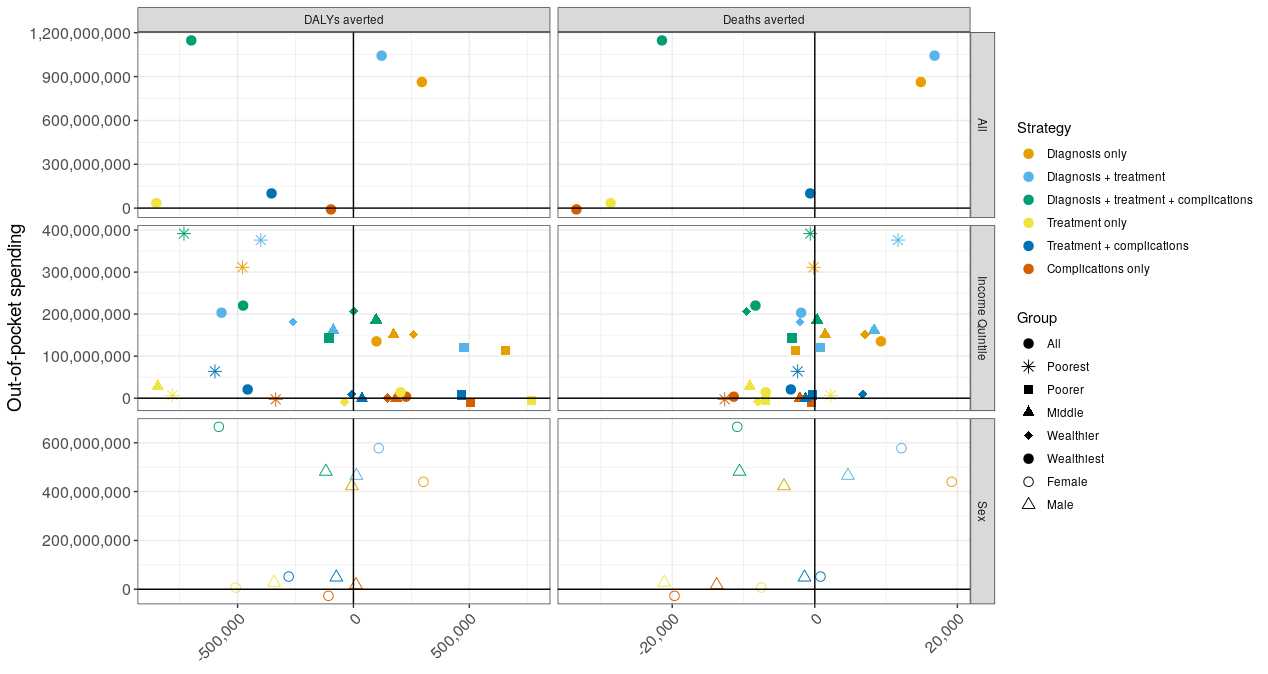 DALYs averted
Deaths averted
Out-of-pocket spending
1,200,000,000
900,000,000
600,000,000
300,000,000
0
All
400,000,000
300,000,000
200,000,000
100,000,000
0
Income Quintile
600,000,000
400,000,000
200,000,000
0
Sex
-500,000
0
500,000
-20,000
0
20,000
Strategy
Diagnosis only
Diagnosis + treatment
Diagnosis + treatment + complications
Treatment only
Treatment + complications
Complications only
Group
All
Poorest
Poorer
Middle
Wealthier
Wealthiest
Female
Male